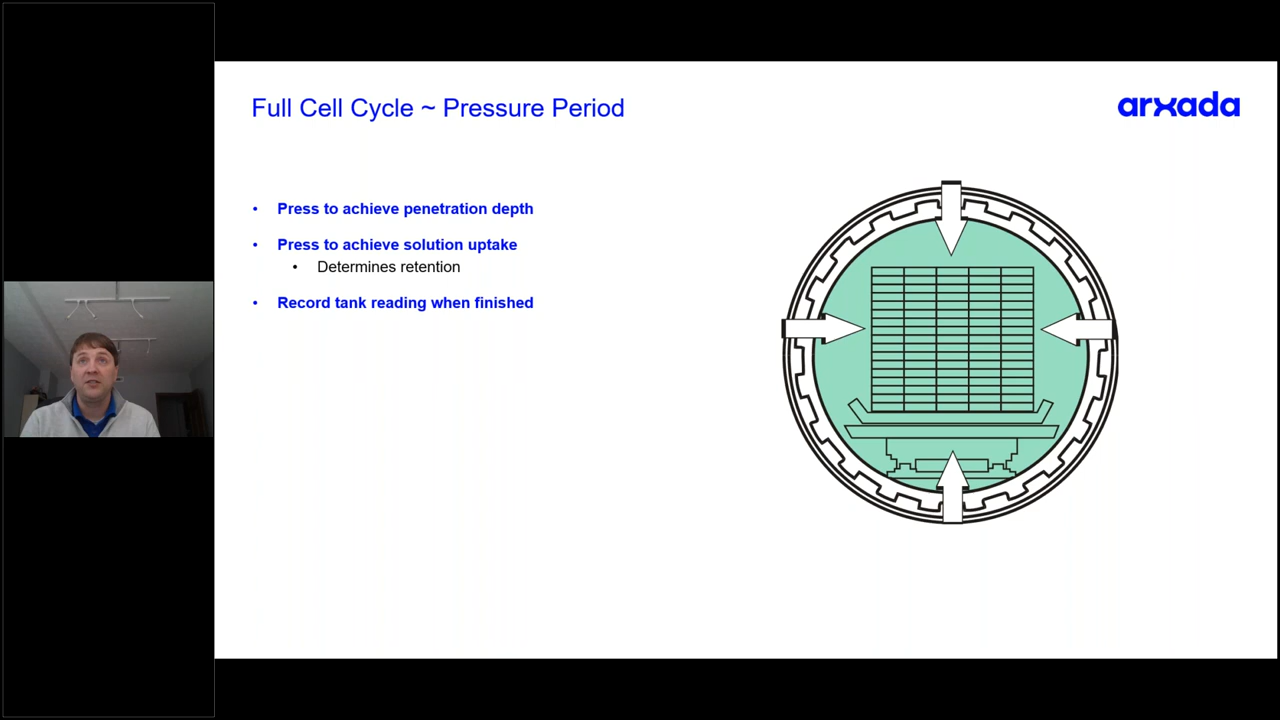 Full Cell Cycle ~ Pressure Period
arxada
• Press to achieve penetration depth
• Press to achieve solution uptake
• Determines retention
• Record tank reading when finished